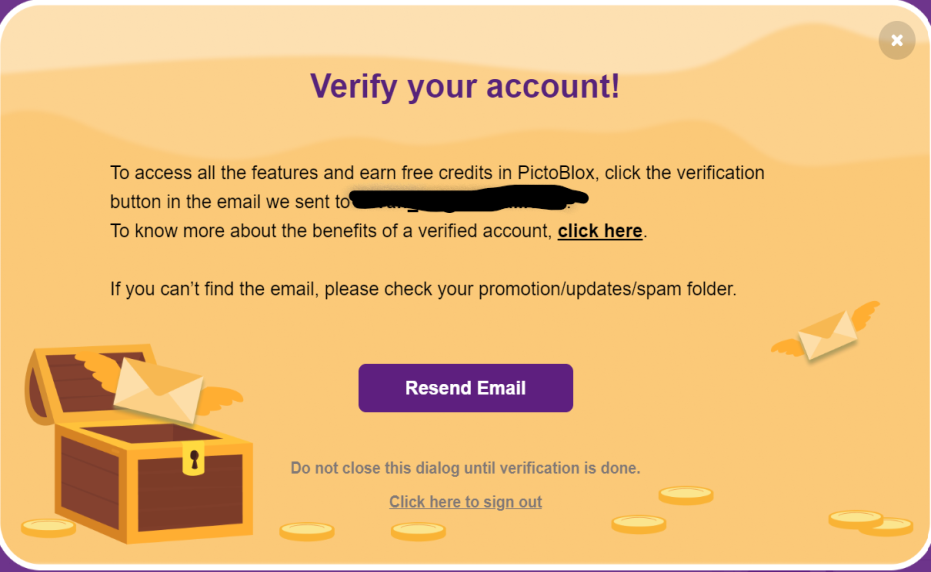 Verify your account!
To access all the features and earn free credits in PictoBlox, click the verification
button in the email we sent to
To know more about the benefits of a verified account, click here.
If you can’t find the email, please check your promotion/updates/spam folder.
Resend Email
Do not close this dialog until verification is done.
Click here to sign out